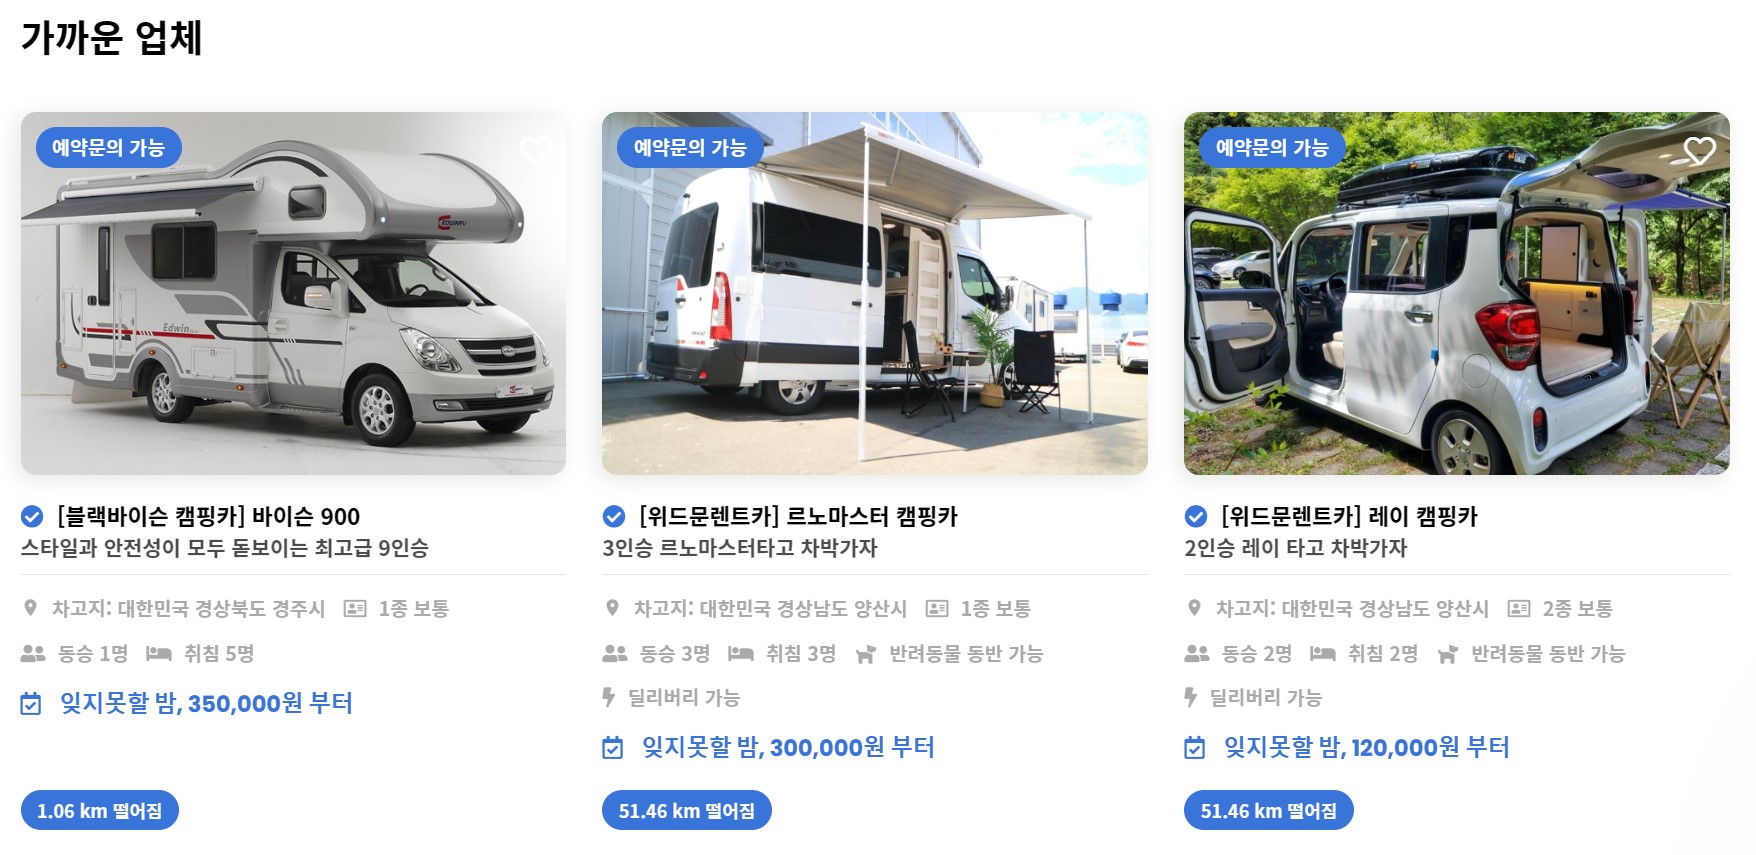 가까운 업체
예약문의 가능
예약문의 가능
예약문의 가능
EDWINRV
Edwin
[블랙바이슨 캠핑카] 바이슨 900
스타일과 안전성이 모두 돋보이는 최고급 9인승
차고지: 대한민국 경상북도 경주시 1종 보통
동승 1명 취침 5명
잊지못할 밤, 350,000원 부터
1.06 km 떨어짐
[위드문렌트카] 르노마스터 캠핑카
3인승 르노마스터타고 차박가자
차고지: 대한민국 경상남도 양산시 1종 보통
동승 3명 취침 3명 반려동물 동반 가능
딜리버리 가능
잊지못할 밤, 300,000원 부터
51.46 km 떨어짐
[위드문렌트카] 레이 캠핑카
2인승 레이 타고 차박가자
차고지: 대한민국 경상남도 양산시 2종 보통
동승 2명 취침 2명 반려동물 동반 가능
딜리버리 가능
잊지못할 밤, 120,000원 부터
51.46 km 떨어짐